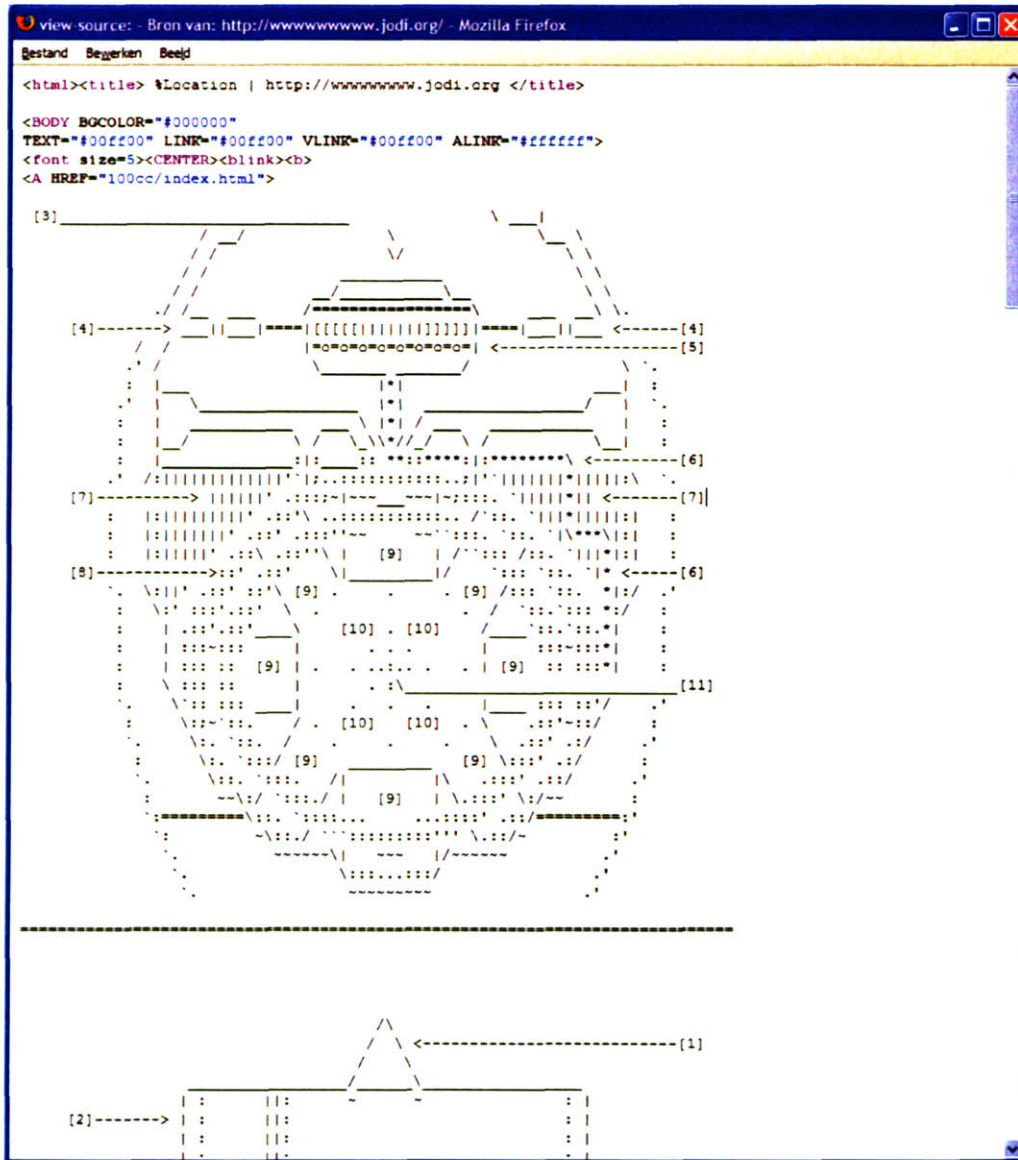 view-source: - Bron van: http://wwwwwwwww.jodi.org/ - Mozilla Firefox
Bestand Bewerken Beeld
<html><title> %Location | http://wwwwwwwww.jodi.org </title>
<BODY BGCOLOR="#000000"
TEXT="#00ff00" LINK="#00ff00" VLINK="#00ff00" ALINK="#ffffff">
<font size=5><CENTER><blink><b>
<A HREF="100cc/index.html">
[3]
[4]-------> <------[4]
|=o=o=o=o=o=o=o=o=| <--------------------[5]
<---------[6]
[7]----------> <-------[7]
[9]
[8]------------> <-----[6]
[9] [9]
[10] . [10]
[9] [9]
[11]
[10] [10]
[9] [9]
[9]
<---------------------------[1]
[2]------->